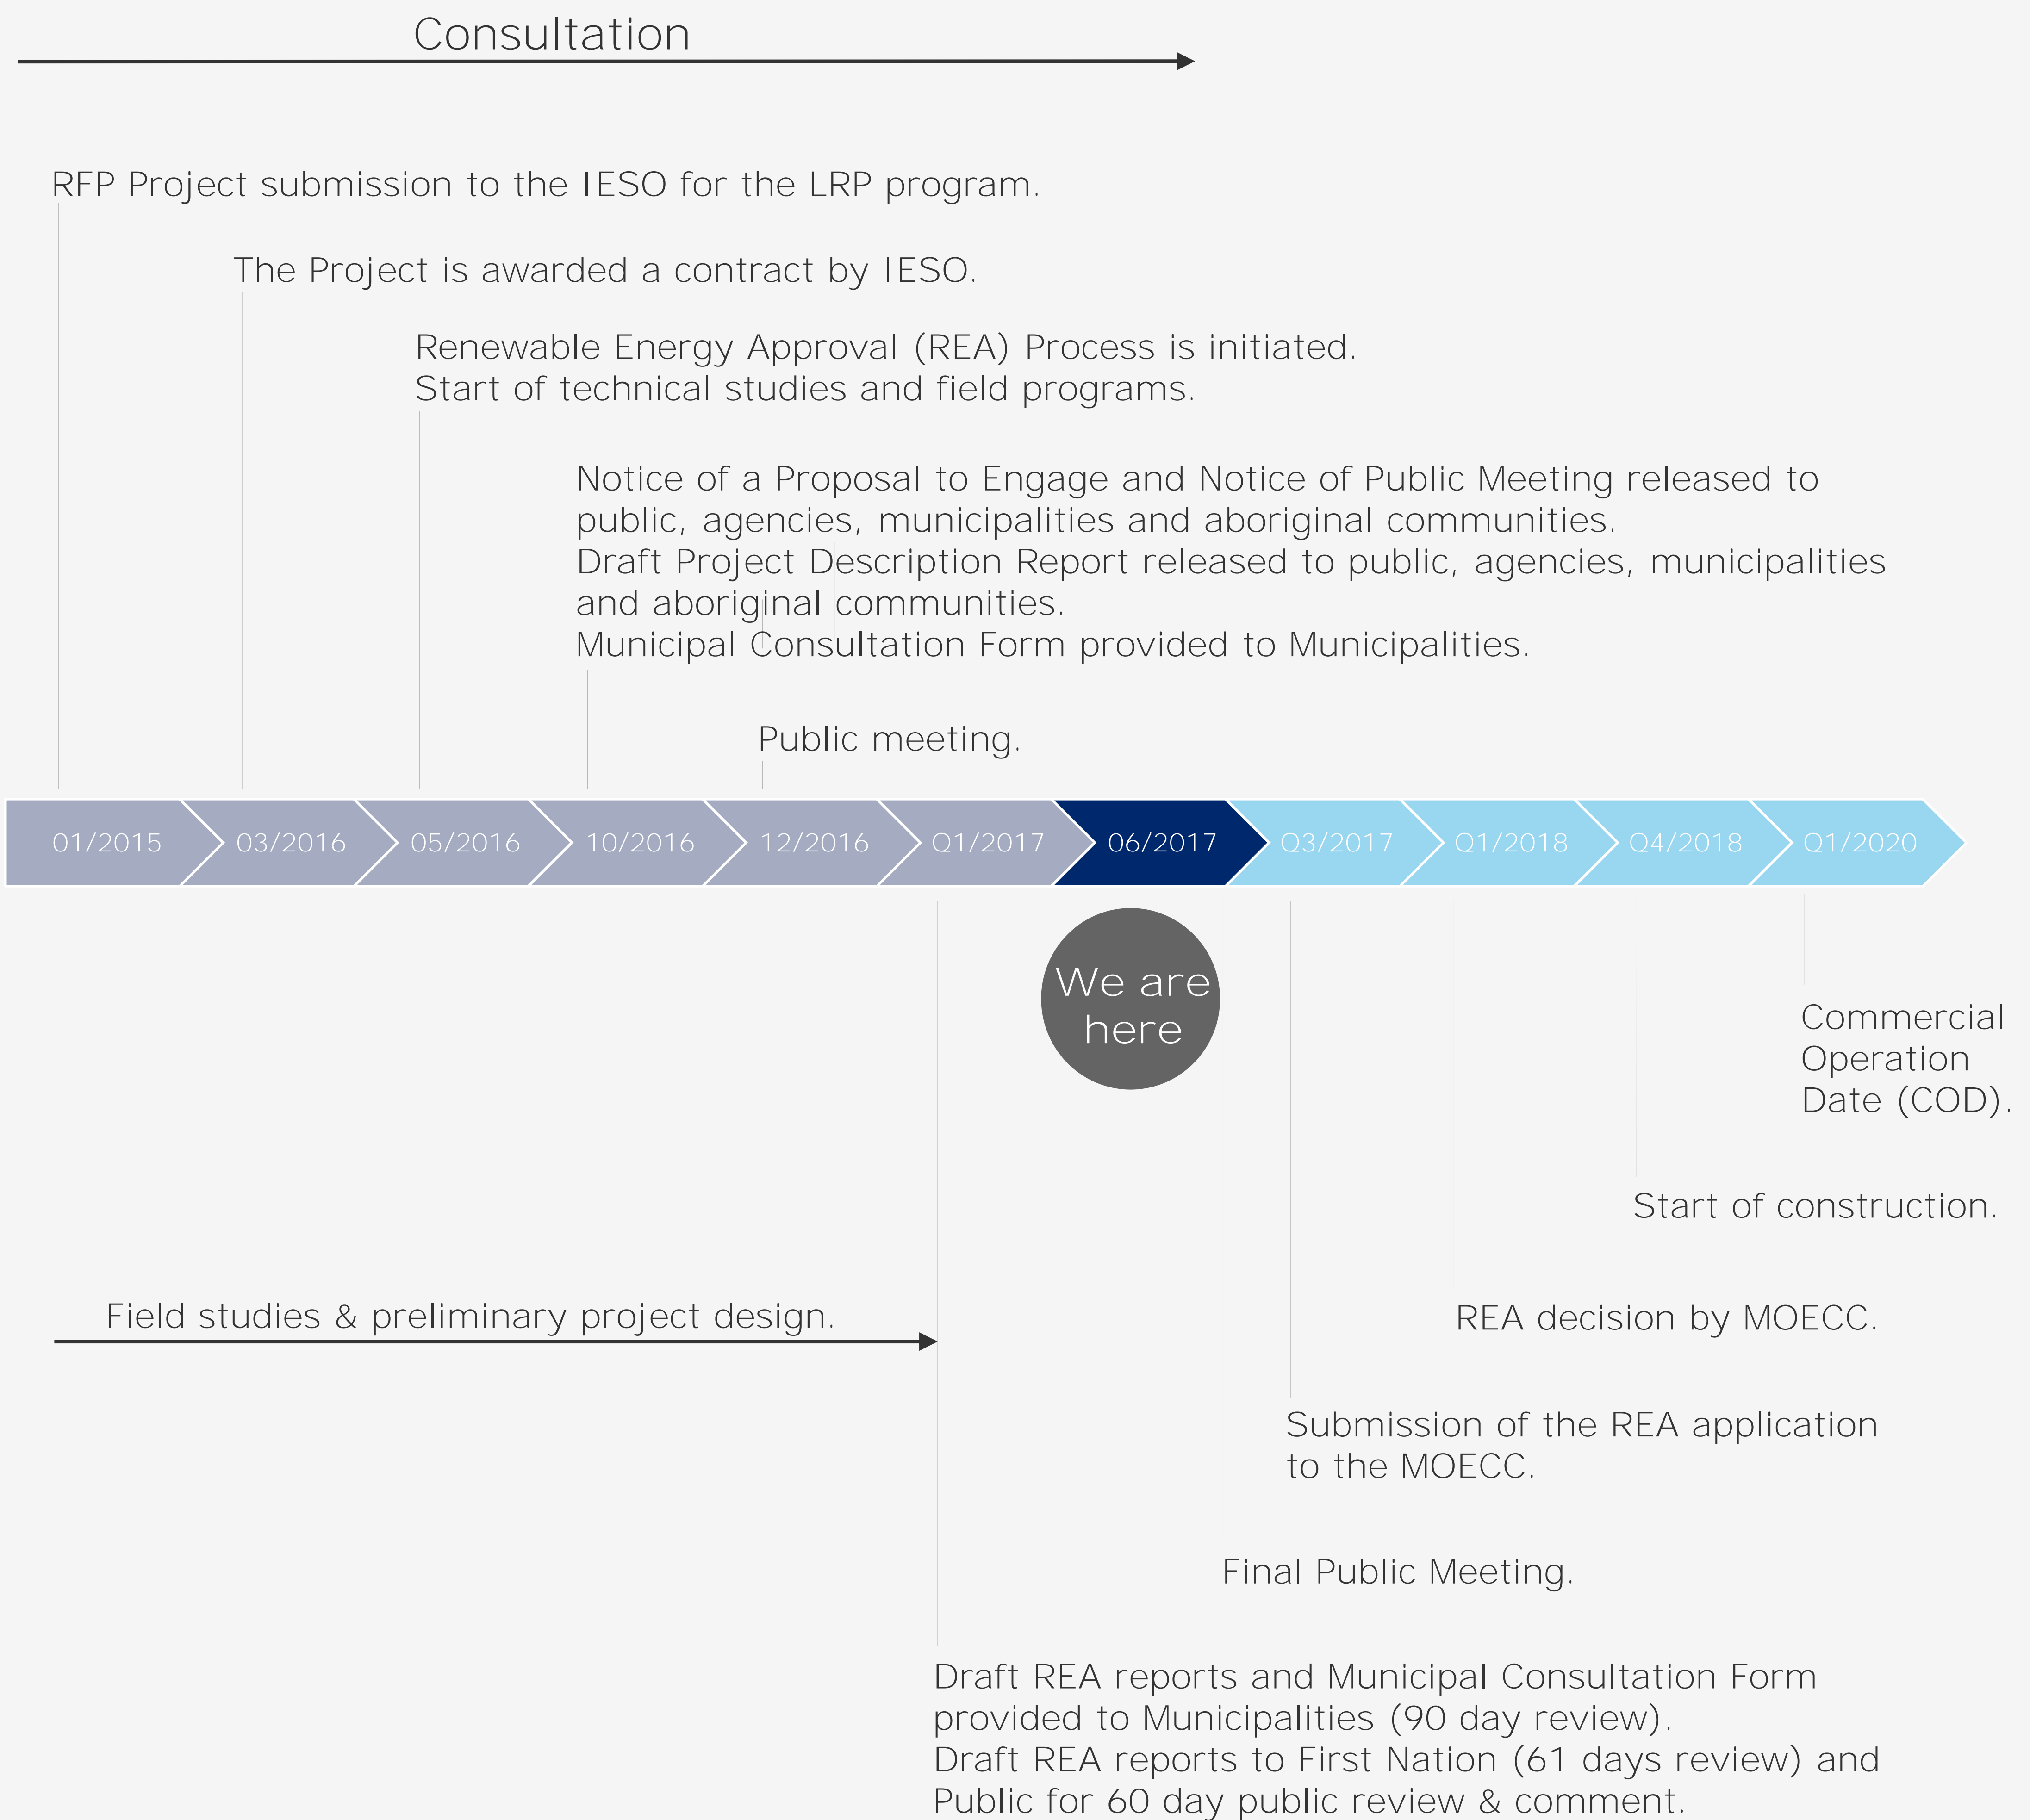 Consultation
RFP Project submission to the IESO for the LRP program.
The Project is awarded a contract by IESO.
Renewable Energy Approval (REA) Process is initiated.
Start of technical studies and field programs.
Notice of a Proposal to Engage and Notice of Public Meeting released to
public, agencies, municipalities and aboriginal communities.
Draft Project Description Report released to public, agencies, municipalities
and aboriginal communities.
Municipal Consultation Form provided to Municipalities.
Public meeting.
01/2015 03/2016 05/2016 10/2016 12/2016 Q1/2017 06/2017 Q3/2017 Q1/2018 Q4/2018 Q1/2020
We are
here
Commercial
Operation
Date (COD).
Start of construction.
Field studies & preliminary project design.
REA decision by MOECC.
Submission of the REA application
to the MOECC.
Final Public Meeting.
Draft REA reports and Municipal Consultation Form
provided to Municipalities (90 day review).
Draft REA reports to First Nation (61 days review) and
Public for 60 day public review & comment.